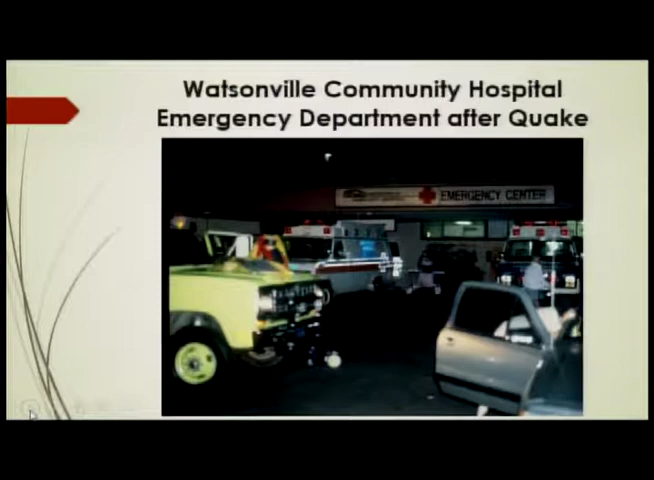 Watsonville Community Hospital
Emergency Department after Quake
EMERGENCY CENTER